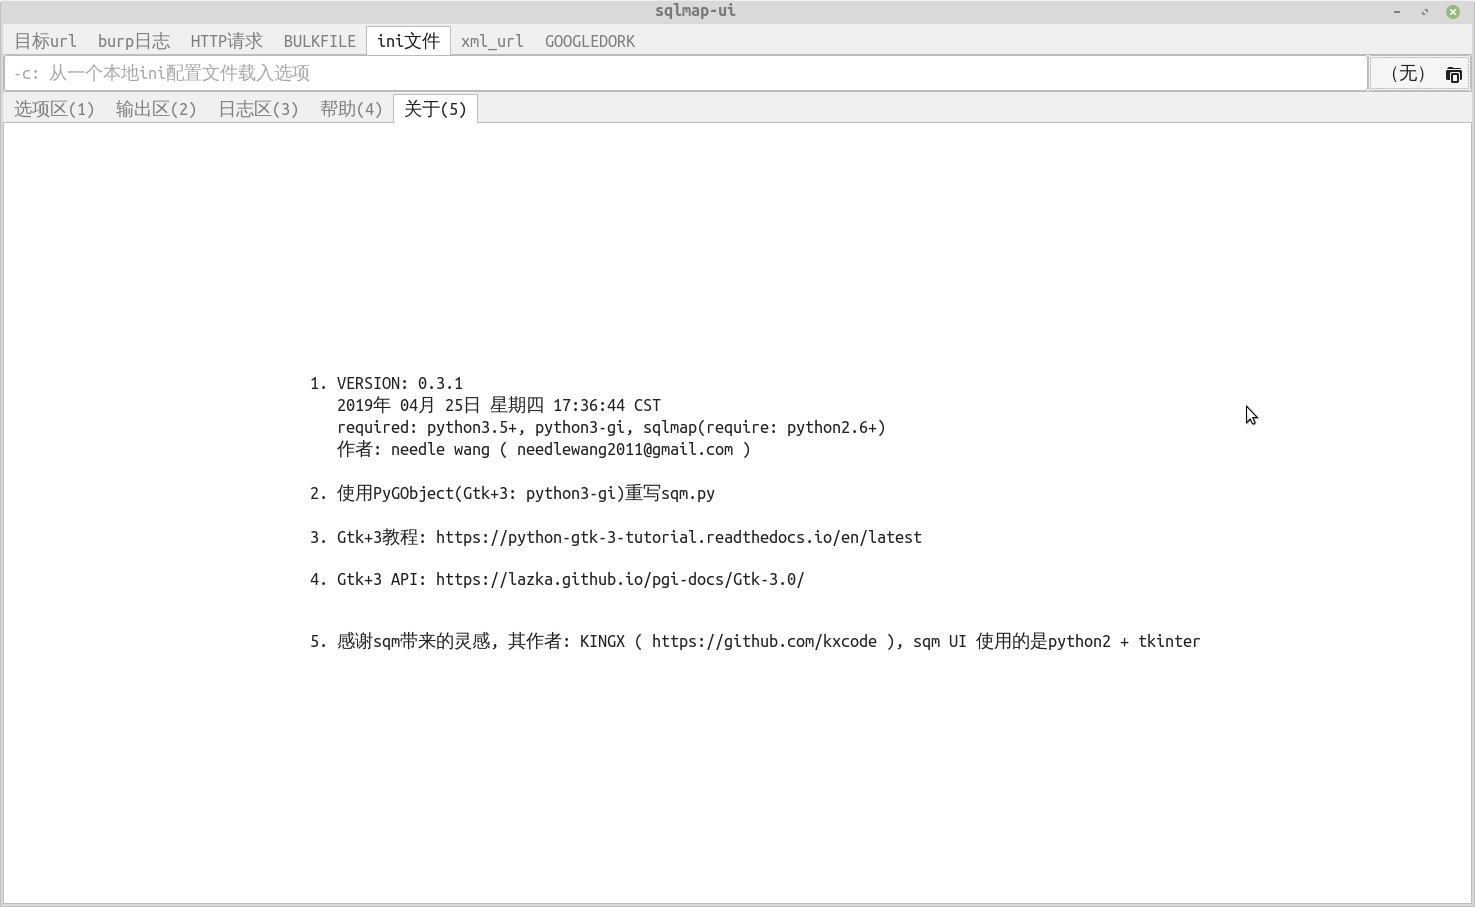 sqlmap-ui
目标url burp日志 HTTP请求 BULKFILE ini文件 xml_url GOOGLEDORK
-c: 从一个本地ini配置文件载入选项 (无)
选项区(1) 输出区(2) 日志区(3) 帮助(4) 关于(5)
1. VERSION: 0.3.1
2019年 04月 25日 星期四 17:36:44 CST
required: python3.5+, python3-gi, sqlmap(require: python2.6+)
作者: needle wang ( needlewang2011@gmail.com )
2. 使用PyGObject(Gtk+3: python3-gi)重写sqm.py
3. Gtk+3教程: https://python-gtk-3-tutorial.readthedocs.io/en/latest
4. Gtk+3 API: https://lazka.github.io/pgi-docs/Gtk-3.0/
5. 感谢sqm带来的灵感, 其作者: KINGX ( https://github.com/kxcode ), sqm UI 使用的是python2 + tkinter